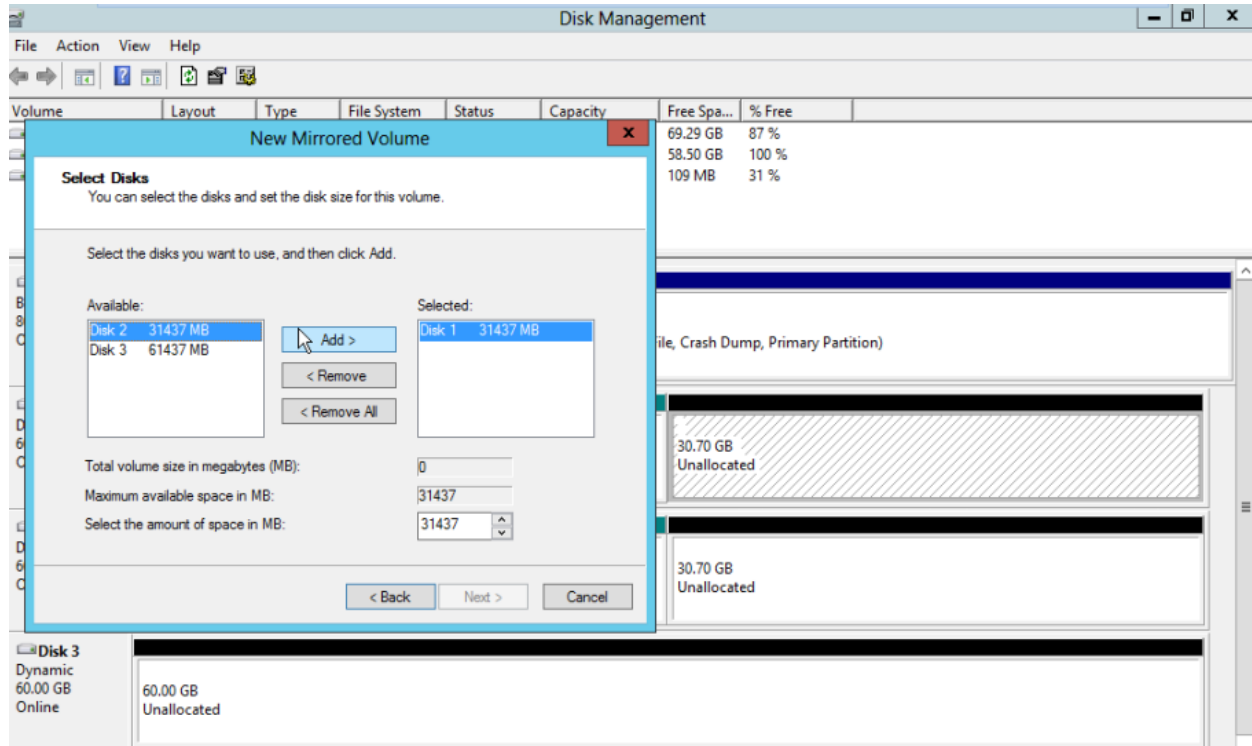 Disk Management
File Action View Help
Volume Layout Type File System Status Capacity Free Spa... % Free
69.29 GB 87 %
58.50 GB 100 %
109 MB 31 %
New Mirrored Volume
x
Select Disks
You can select the disks and set the disk size for this volume.
Select the disks you want to use, and then click Add.
Available:
Selected:
Disk 2 31437 MB
Disk 3 61437 MB
Add >
< Remove
< Remove All
Disk 1 31437 MB
Total volume size in megabytes (MB): 0
Maximum available space in MB: 31437
Select the amount of space in MB: 31437
< Back Next > Cancel
ile, Crash Dump, Primary Partition)
30.70 GB
Unallocated
30.70 GB
Unallocated
Disk 3
Dynamic
60.00 GB
Online
60.00 GB
Unallocated